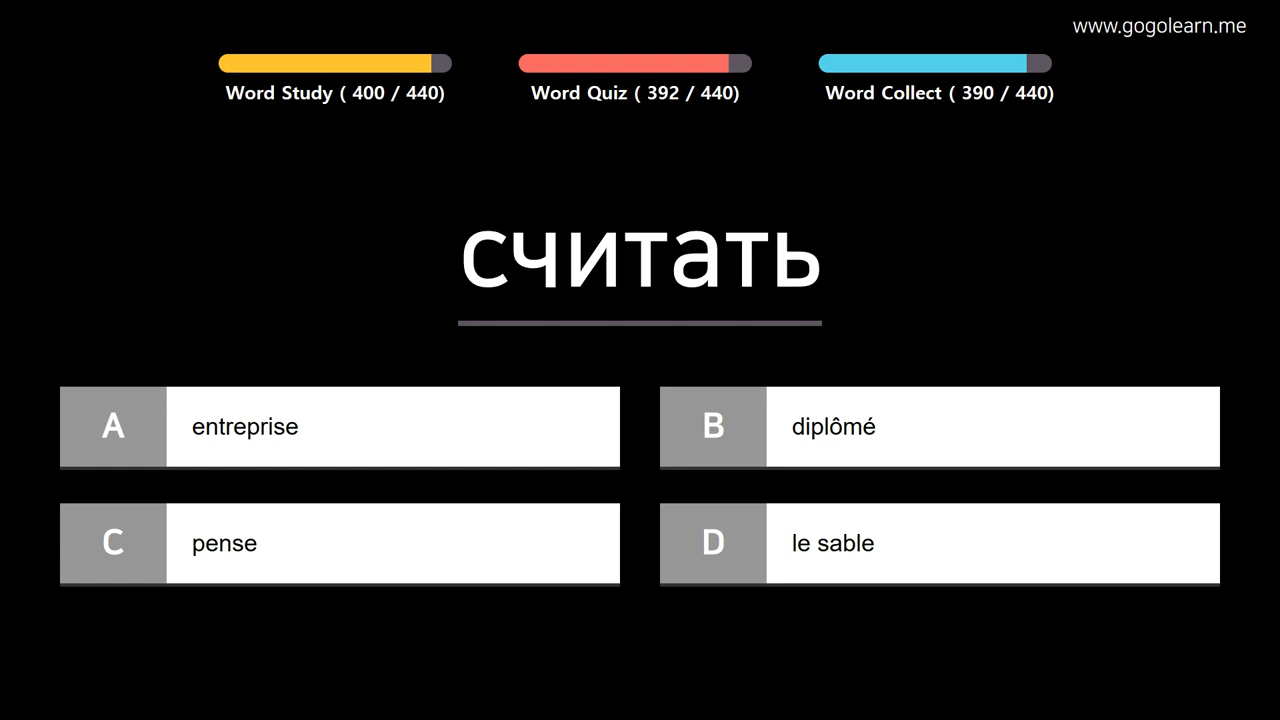 www.gogolearn.me
Word Study ( 400 / 440)
Word Quiz ( 392 / 440)
Word Collect ( 390 / 440)
считать
A entreprise
B diplômé
C pense
D le sable